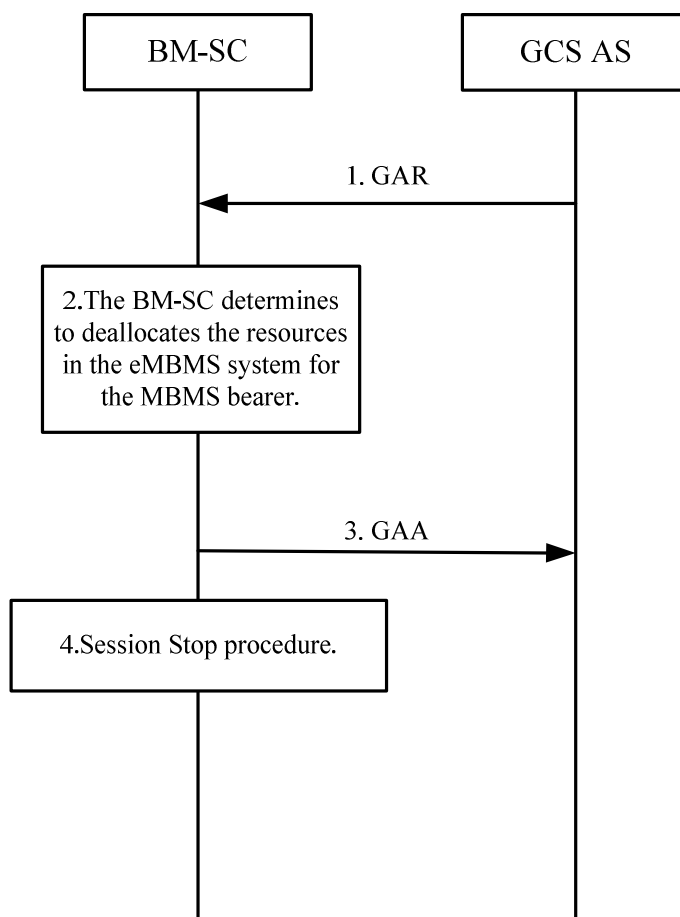 BM-SC
GCS AS
1. GAR
2.The BM-SC determines
to deallocates the resources
in the eMBMS system for
the MBMS bearer.
3. GAA
4.Session Stop procedure.